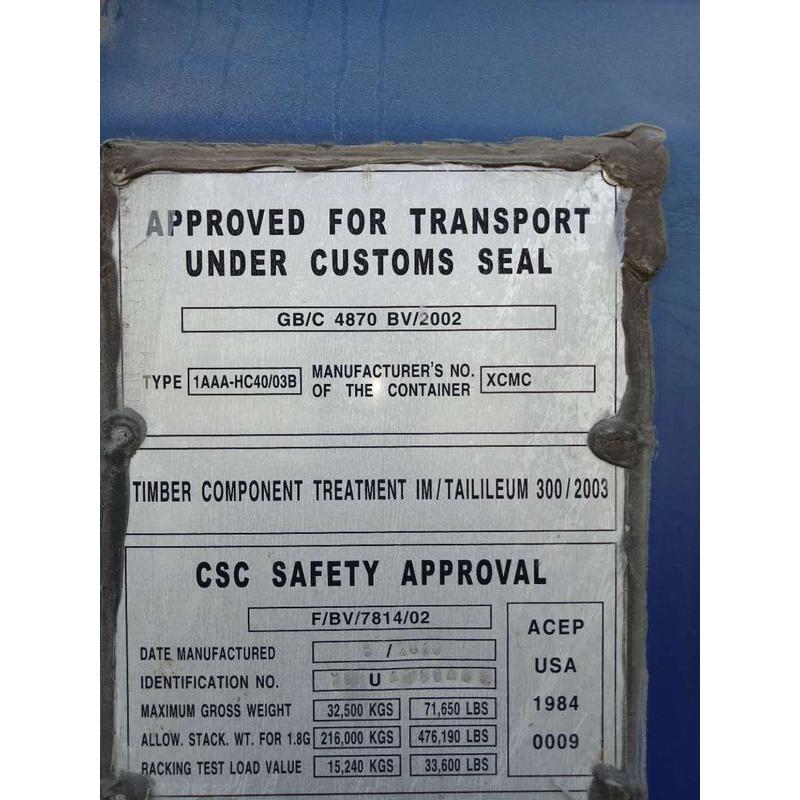 APPROVED FOR TRANSPORT
UNDER CUSTOMS SEAL
GB/C 4870 BV/2002
TYPE 1AAA-HC40/03B MANUFACTURER'S NO. OF THE CONTAINER XCMC
TIMBER COMPONENT TREATMENT IM/TAILILEUM 300/2003
CSC SAFETY APPROVAL
F/BV/7814/02
DATE MANUFACTURED /
IDENTIFICATION NO. U
MAXIMUM GROSS WEIGHT 32,500 KGS 71,650 LBS
ALLOW. STACK. WT. FOR 1.8G 216,000 KGS 476,190 LBS
RACKING TEST LOAD VALUE 15,240 KGS 33,600 LBS
ACEP
USA
1984
0009